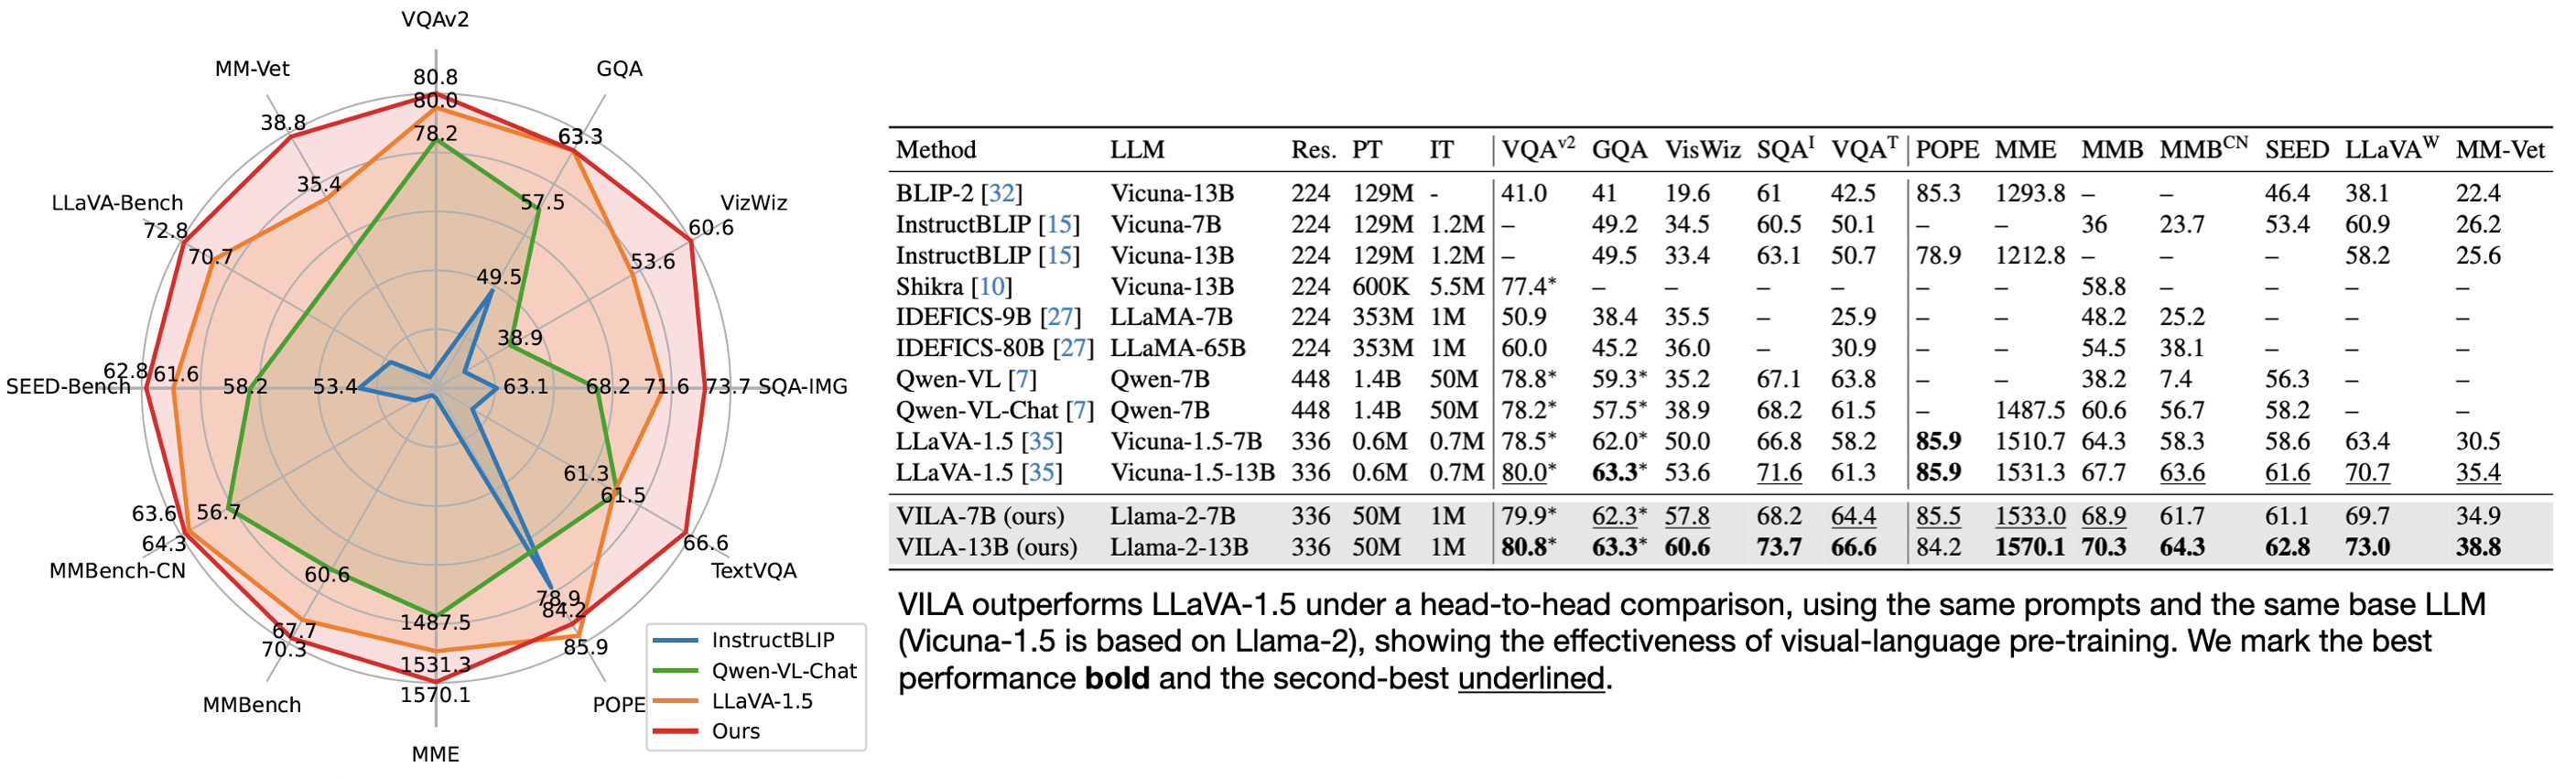 VQAv2
GQA
VizWiz
SQA-IMG
TextVQA
POPE
MME
MMBench
MMBench-CN
SEED-Bench
LLaVA-Bench
MM-Vet
80.8
80.0
78.2
63.3
57.5
49.5
60.6
53.6
38.9
73.7
71.6
68.2
63.1
66.6
61.5
61.3
85.9
84.2
78.9
1570.1
1531.3
1487.5
70.3
67.7
60.6
64.3
63.6
56.7
62.8
61.6
58.2
53.4
72.8
70.7
38.8
35.4
InstructBLIP
Qwen-VL-Chat
LLaVA-1.5
Ours
Method LLM Res. PT IT VQAv2 GQA VisWiz SQAI VQAT POPE MME MMB MMBCN SEED LLaVAW MM-Vet
BLIP-2 [32] Vicuna-13B 224 129M - 41.0 41 19.6 61 42.5 85.3 1293.8 – – 46.4 38.1 22.4
InstructBLIP [15] Vicuna-7B 224 129M 1.2M – 49.2 34.5 60.5 50.1 – – 36 23.7 53.4 60.9 26.2
InstructBLIP [15] Vicuna-13B 224 129M 1.2M – 49.5 33.4 63.1 50.7 78.9 1212.8 – – – 58.2 25.6
Shikra [10] Vicuna-13B 224 600K 5.5M 77.4* – – – – – – 58.8 – – – –
IDEFICS-9B [27] LLaMA-7B 224 353M 1M 50.9 38.4 35.5 – 25.9 – – 48.2 25.2 – – –
IDEFICS-80B [27] LLaMA-65B 224 353M 1M 60.0 45.2 36.0 – 30.9 – – 54.5 38.1 – – –
Qwen-VL [7] Qwen-7B 448 1.4B 50M 78.8* 59.3* 35.2 67.1 63.8 – – 38.2 7.4 56.3 – –
Qwen-VL-Chat [7] Qwen-7B 448 1.4B 50M 78.2* 57.5* 38.9 68.2 61.5 – 1487.5 60.6 56.7 58.2 – –
LLaVA-1.5 [35] Vicuna-1.5-7B 336 0.6M 0.7M 78.5* 62.0* 50.0 66.8 58.2 85.9 1510.7 64.3 58.3 58.6 63.4 30.5
LLaVA-1.5 [35] Vicuna-1.5-13B 336 0.6M 0.7M 80.0* 63.3* 53.6 71.6 61.3 85.9 1531.3 67.7 63.6 61.6 70.7 35.4
VILA-7B (ours) Llama-2-7B 336 50M 1M 79.9* 62.3* 57.8 68.2 64.4 85.5 1533.0 68.9 61.7 61.1 69.7 34.9
VILA-13B (ours) Llama-2-13B 336 50M 1M 80.8* 63.3* 60.6 73.7 66.6 84.2 1570.1 70.3 64.3 62.8 73.0 38.8
VILA outperforms LLaVA-1.5 under a head-to-head comparison, using the same prompts and the same base LLM
(Vicuna-1.5 is based on Llama-2), showing the effectiveness of visual-language pre-training. We mark the best
performance bold and the second-best underlined.